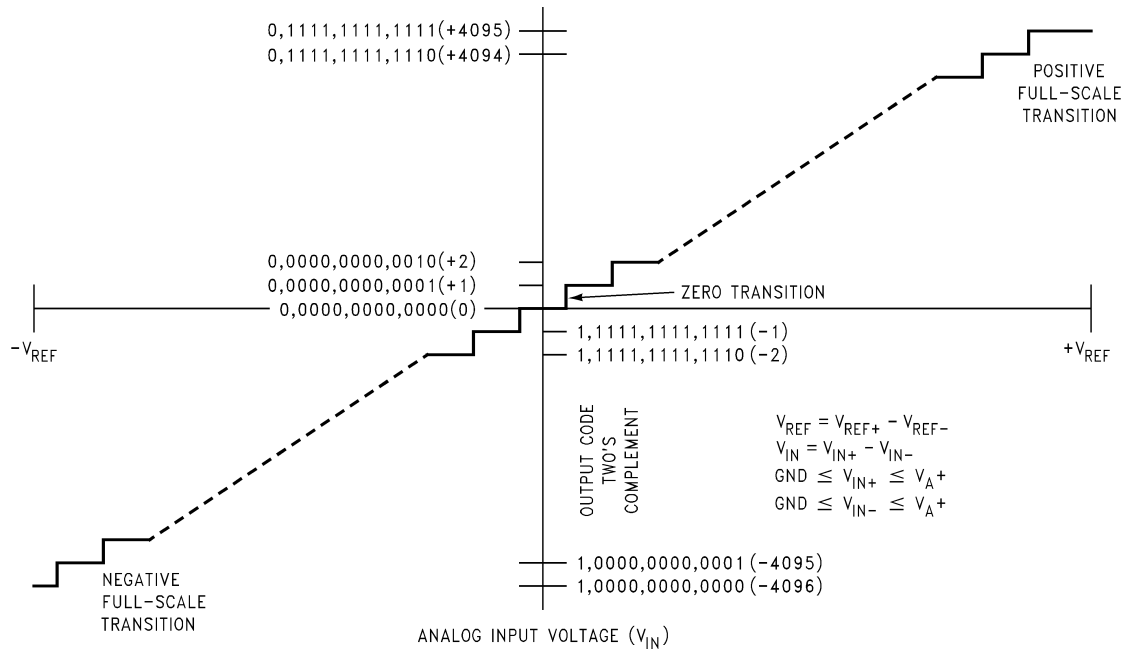 0,1111,1111,1111(+4095)
0,1111,1111,1110(+4094)
POSITIVE
FULL-SCALE
TRANSITION
0,0000,0000,0010(+2)
0,0000,0000,0001(+1)
ZERO TRANSITION
0,0000,0000,0000(0)
1,1111,1111,1111(-1)
-VREF
+VREF
1,1111,1111,1110(-2)
OUTPUT CODE
TWO'S
COMPLEMENT
VREF = VREF+ - VREF-
VIN = VIN+ - VIN-
GND ≤ VIN+ ≤ VA+
GND ≤ VIN- ≤ VA+
1,0000,0000,0001(-4095)
1,0000,0000,0000(-4096)
NEGATIVE
FULL-SCALE
TRANSITION
ANALOG INPUT VOLTAGE (VIN)